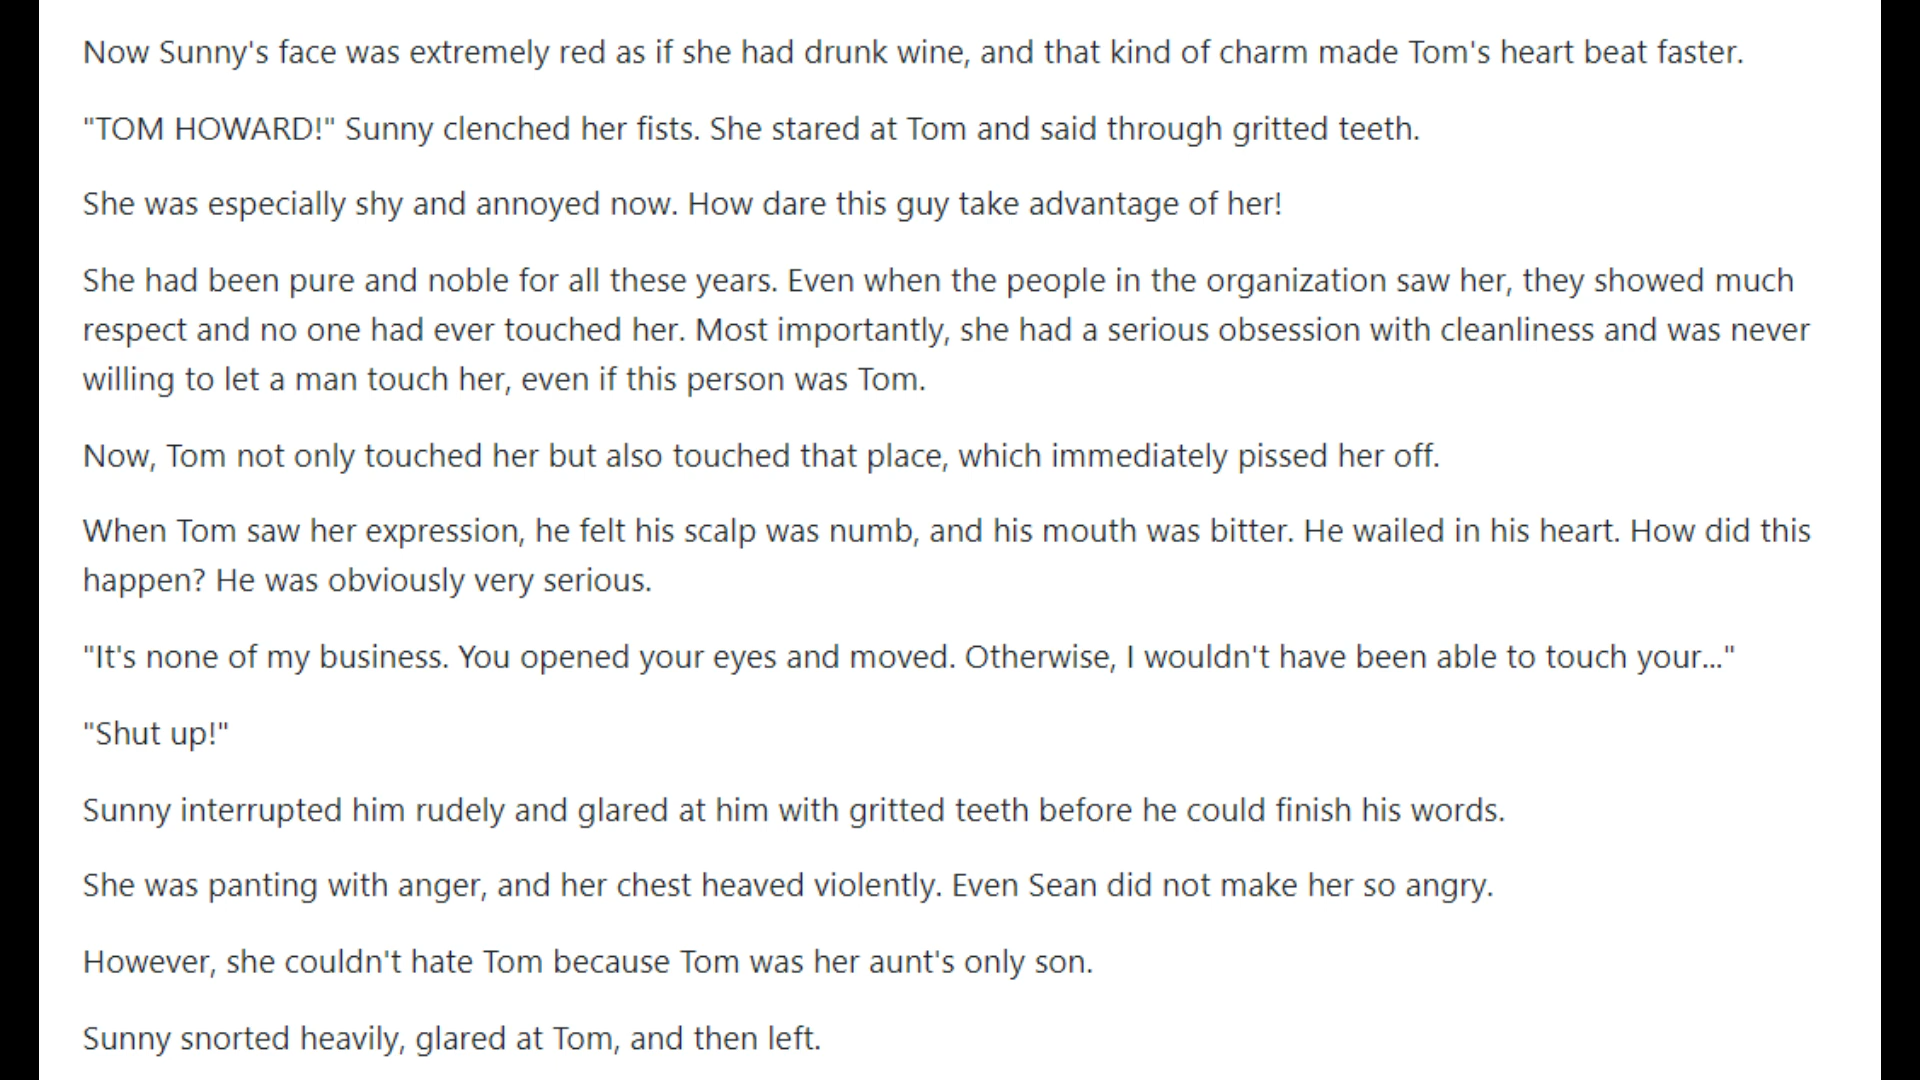 Now Sunny's face was extremely red as if she had drunk wine, and that kind of charm made Tom's heart beat faster.
"TOM HOWARD!" Sunny clenched her fists. She stared at Tom and said through gritted teeth.
She was especially shy and annoyed now. How dare this guy take advantage of her!
She had been pure and noble for all these years. Even when the people in the organization saw her, they showed much
respect and no one had ever touched her. Most importantly, she had a serious obsession with cleanliness and was never
willing to let a man touch her, even if this person was Tom.
Now, Tom not only touched her but also touched that place, which immediately pissed her off.
When Tom saw her expression, he felt his scalp was numb, and his mouth was bitter. He wailed in his heart. How did this
happen? He was obviously very serious.
"It's none of my business. You opened your eyes and moved. Otherwise, I wouldn't have been able to touch your..."
"Shut up!"
Sunny interrupted him rudely and glared at him with gritted teeth before he could finish his words.
She was panting with anger, and her chest heaved violently. Even Sean did not make her so angry.
However, she couldn't hate Tom because Tom was her aunt's only son.
Sunny snorted heavily, glared at Tom, and then left.